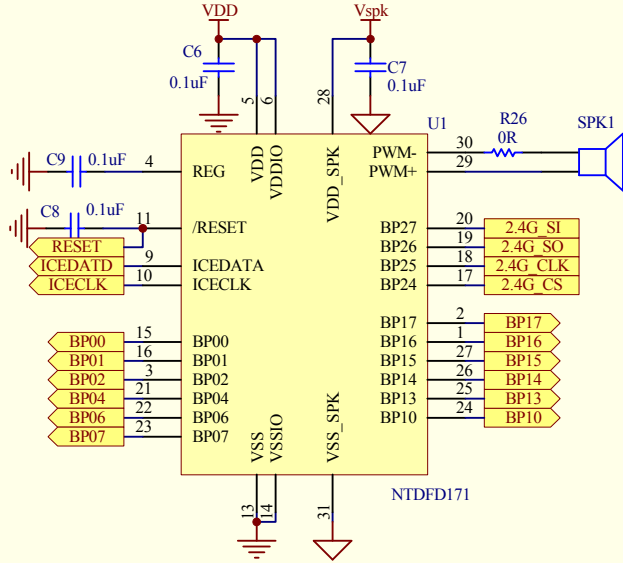 VDD
Vspk
C6
0.1uF
C7
0.1uF
5
6
28
U1
R26
0R
SPK1
C9
0.1uF
4
REG
VDD
VDDIO
VDD_SPK
PWM-
30
PWM+
29
C8
0.1uF
11
/RESET
RESET
ICEDATD
9
ICEDATA
ICECLK
10
ICECLK
BP27
20
2.4G_SI
BP26
19
2.4G_SO
BP25
18
2.4G_CLK
BP24
17
2.4G_CS
BP00
15
BP00
BP01
16
BP01
BP02
3
BP02
BP04
21
BP04
BP06
22
BP06
BP07
23
BP07
BP17
2
BP17
BP16
1
BP16
BP15
27
BP15
BP14
26
BP14
BP13
25
BP13
BP10
24
BP10
VSS
VSSIO
VSS_SPK
13
14
31
NTDFD171